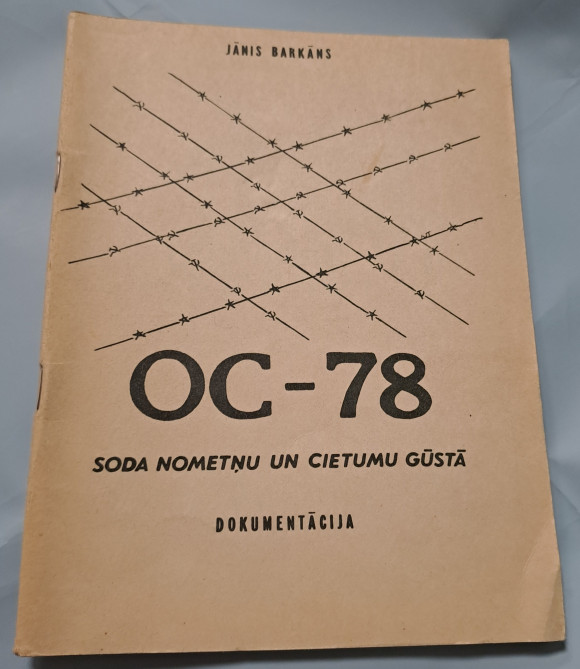 JĀNIS BARKĀNS
OC-78
SODA NOMETŅU UN CIETUMU GŪSTĀ
DOKUMENTĀCIJA